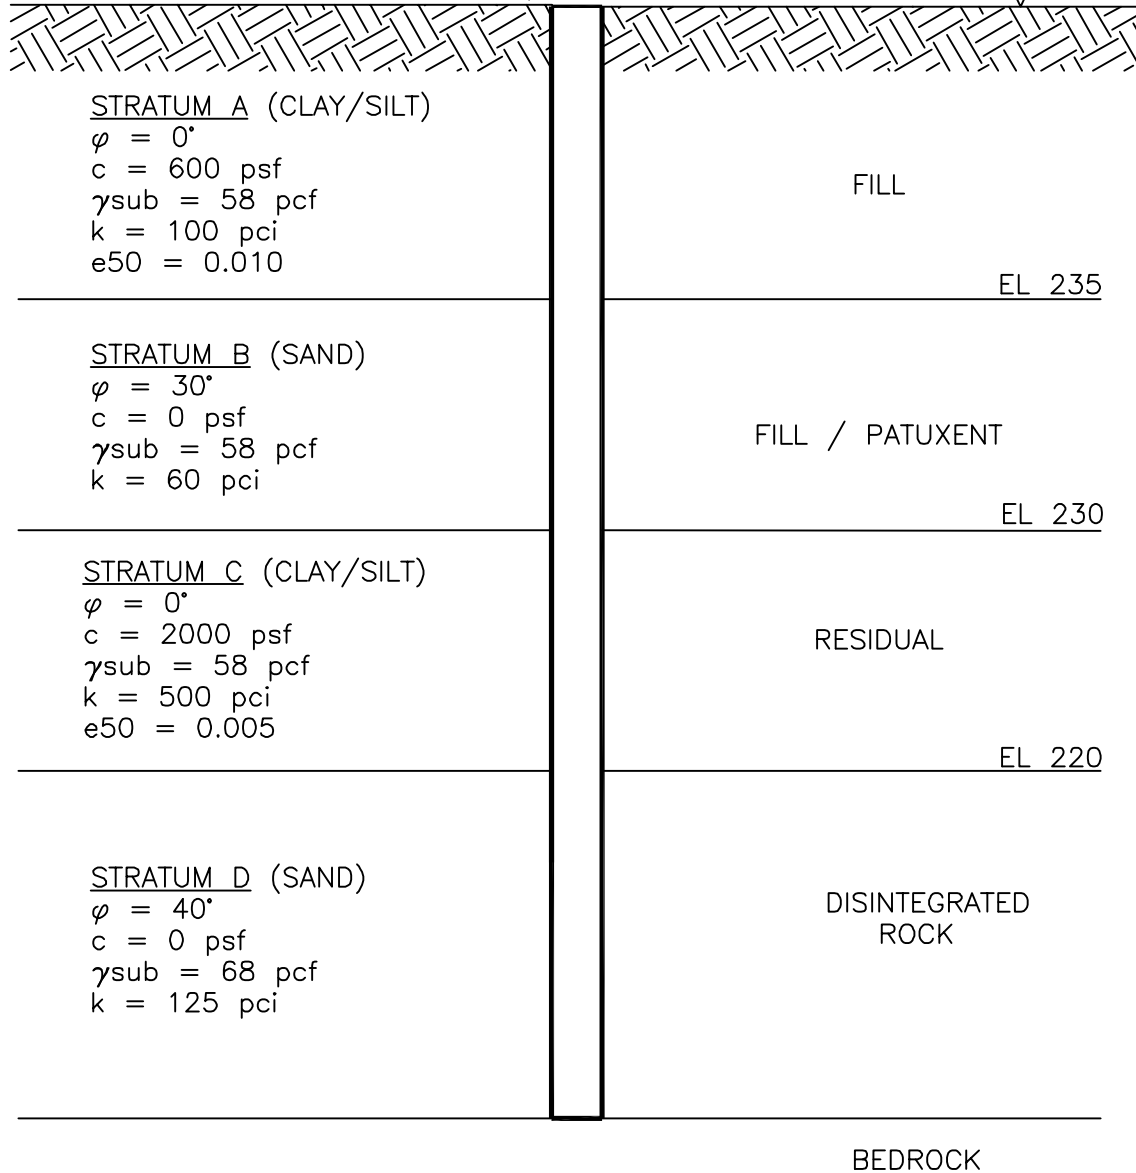 STRATUM A (CLAY/SILT)
φ = 0°
c = 600 psf
γsub = 58 pcf
k = 100 pci
e50 = 0.010
FILL
EL 235
STRATUM B (SAND)
φ = 30°
c = 0 psf
γsub = 58 pcf
k = 60 pci
FILL / PATUXENT
EL 230
STRATUM C (CLAY/SILT)
φ = 0°
c = 2000 psf
γsub = 58 pcf
k = 500 pci
e50 = 0.005
RESIDUAL
EL 220
STRATUM D (SAND)
φ = 40°
c = 0 psf
γsub = 68 pcf
k = 125 pci
DISINTEGRATED
ROCK
BEDROCK